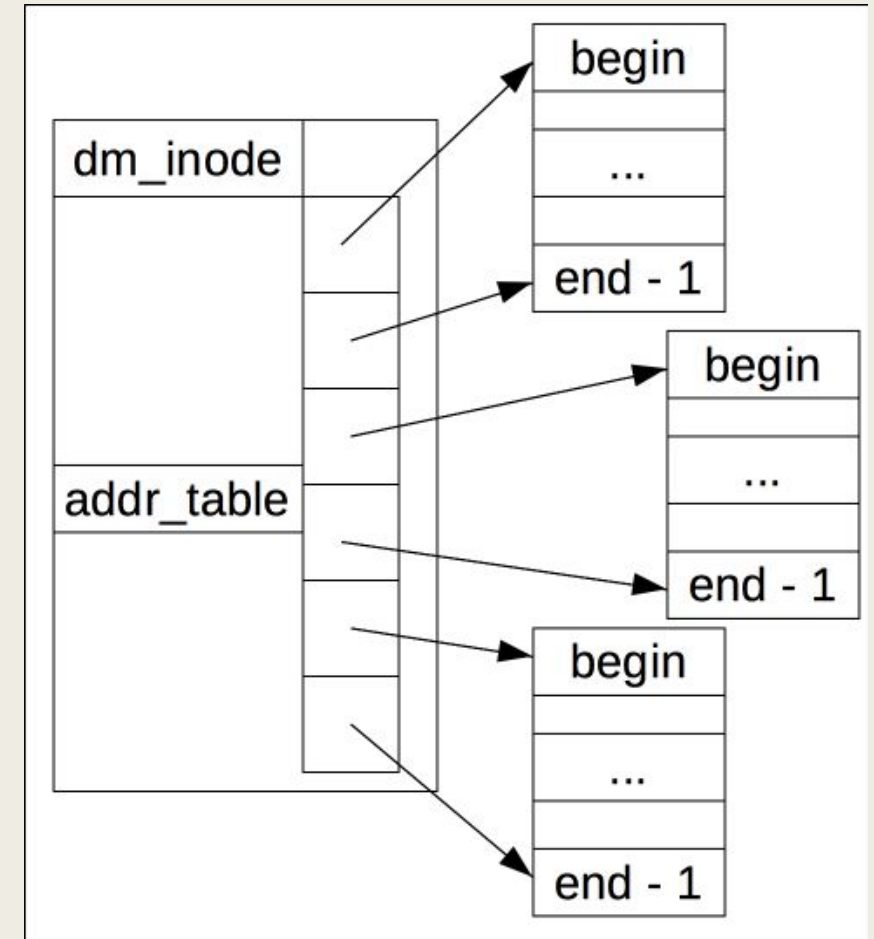 dm_inode
addr_table
begin
...
end - 1
begin
...
end - 1
begin
...
end - 1